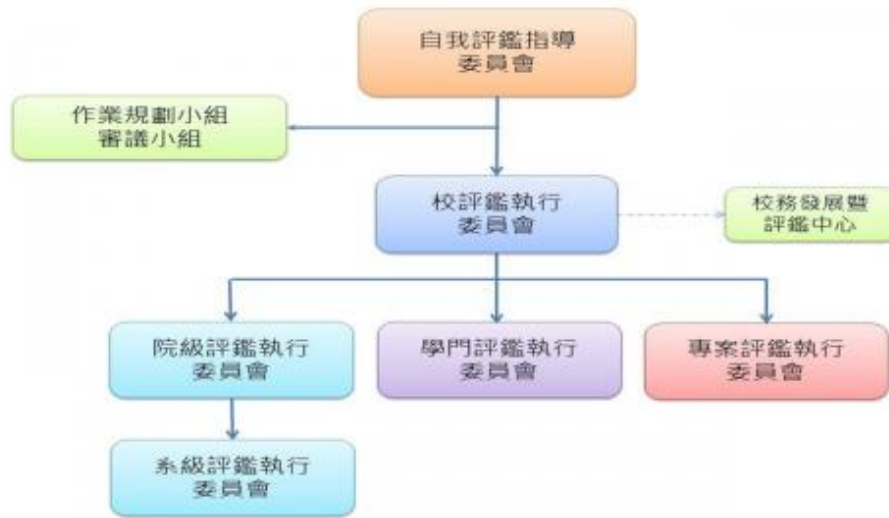 自我評鑑指導
委員會
作業規劃小組
審議小組
校評鑑執行
委員會
校務發展暨
評鑑中心
院級評鑑執行
委員會
學門評鑑執行
委員會
專案評鑑執行
委員會
系級評鑑執行
委員會